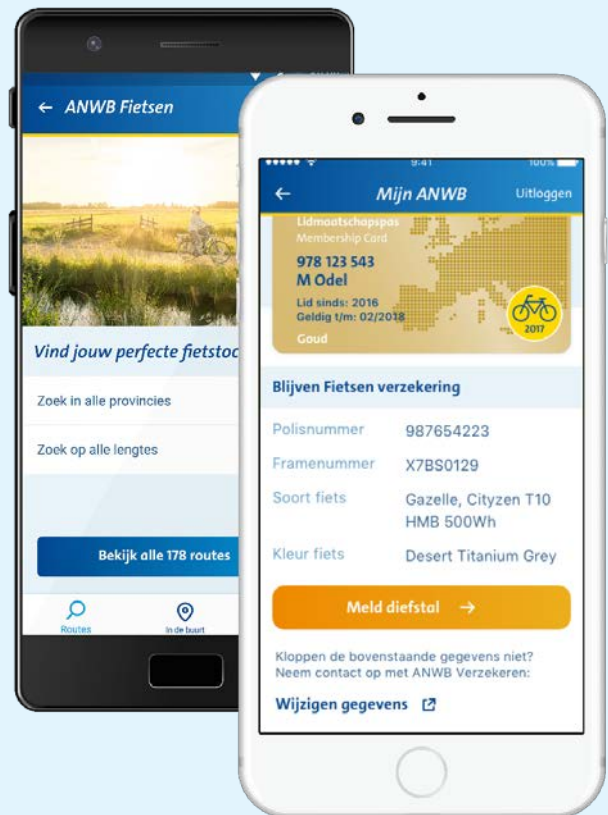 ← ANWB Fietsen
Vind jouw perfecte fietstoc
Zoek in alle provincies
Zoek op alle lengtes
Bekijk alle 178 routes
Routes
In de buurt
9:41
100%
← Mijn ANWB Uitloggen
Lidmaatschapspas
Membership Card
978 123 543
M Odel
Lid sinds: 2016
Geldig t/m: 02/2018
Goud
2017
Blijven Fietsen verzekering
Polisnummer 987654223
Framenummer X7BS0129
Soort fiets Gazelle, Cityzen T10
HMB 500Wh
Kleur fiets Desert Titanium Grey
Meld diefstal →
Kloppen de bovenstaande gegevens niet?
Neem contact op met ANWB Verzekeren:
Wijzigen gegevens